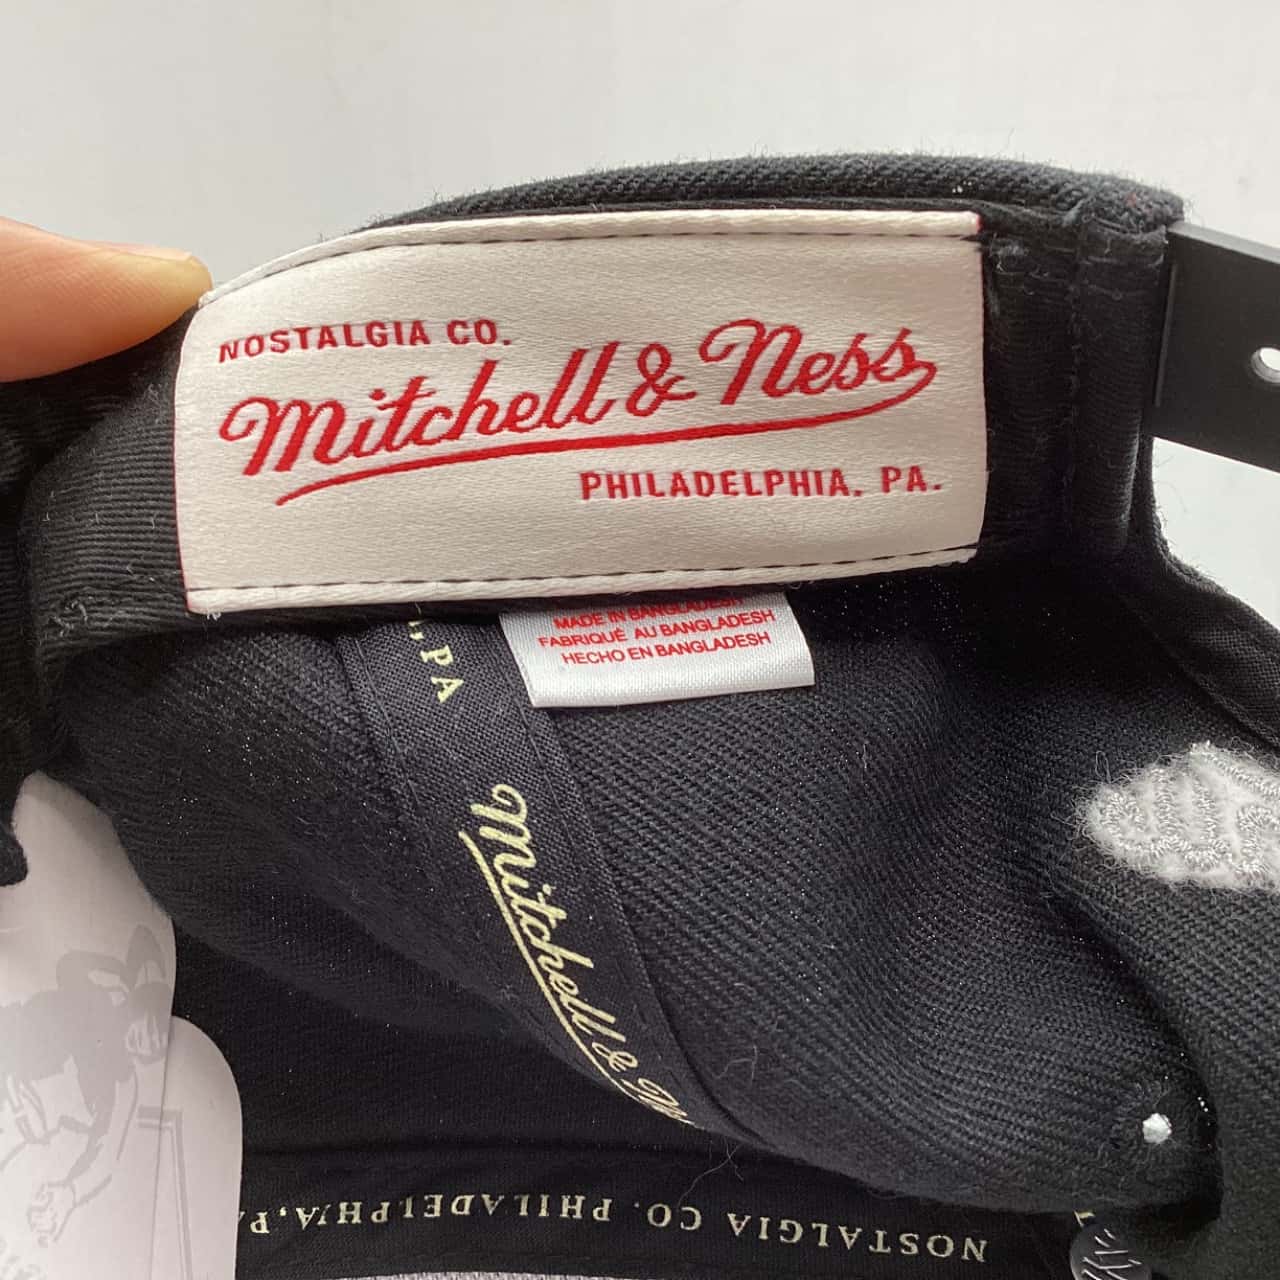 NOSTALGIA CO.
Mitchell & Ness
PHILADELPHIA, PA.
MADE IN BANGLADESH
FABRIQUÉ AU BANGLADESH
HECHO EN BANGLADESH
, PA
Mitchell &
NOSTALGIA CO. PHILADELPHIA, PA